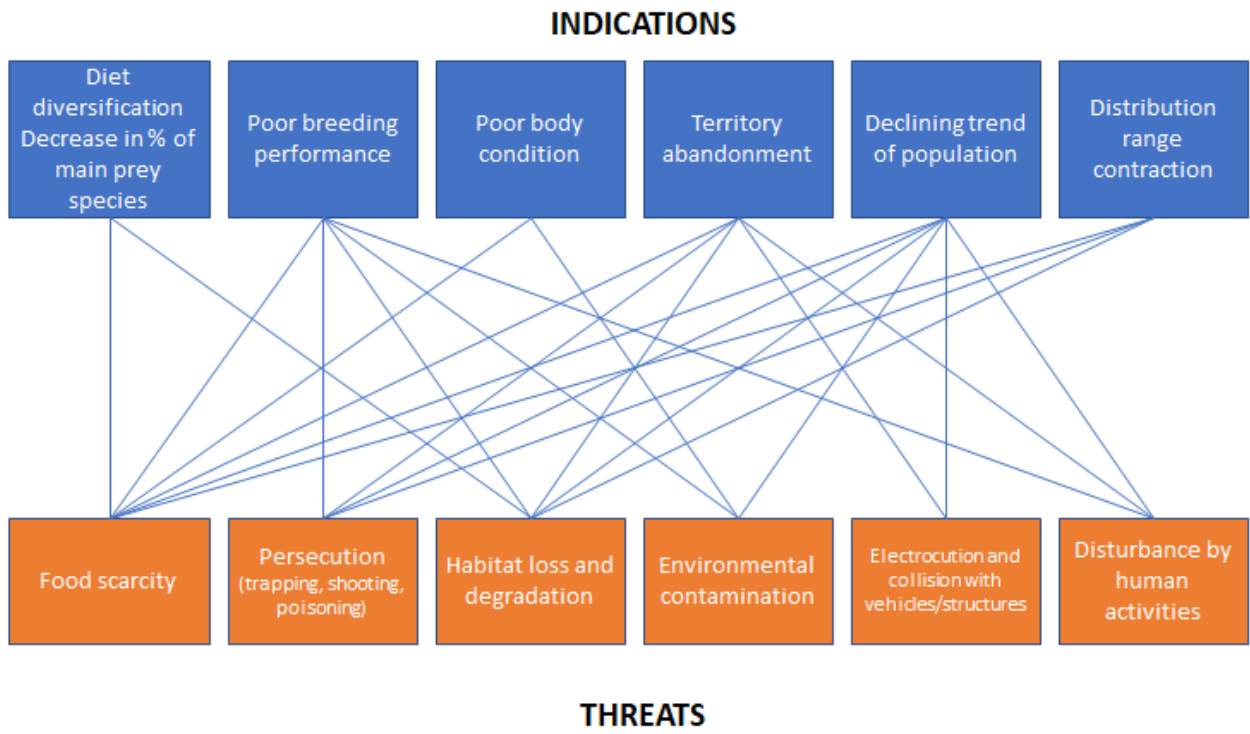 INDICATIONS
Diet
diversification
Decrease in % of
main prey
species
Poor breeding
performance
Poor body
condition
Territory
abandonment
Declining trend
of population
Distribution
range
contraction
Food scarcity
Persecution
(trapping, shooting,
poisoning)
Habitat loss and
degradation
Environmental
contamination
Electrocution and
collision with
vehicles/structures
Disturbance by
human
activities
THREATS